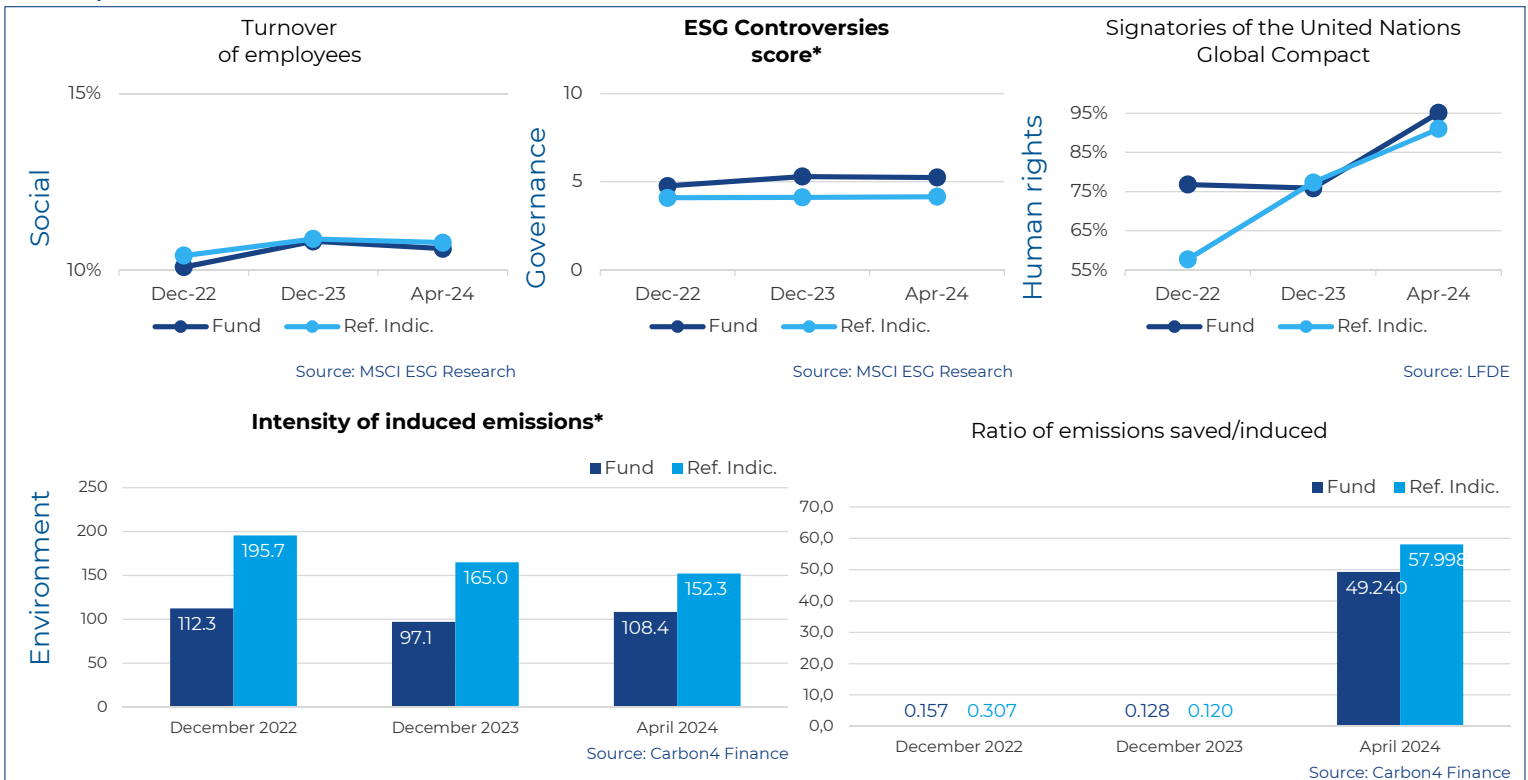 Turnover
of employees
15%
10%
Social
Dec-22 Dec-23 Apr-24
Fund Ref. Indic.
Source: MSCI ESG Research
ESG Controversies
score*
10
5
0
Governance
Dec-22 Dec-23 Apr-24
Fund Ref. Indic.
Source: MSCI ESG Research
Signatories of the United Nations
Global Compact
95%
85%
75%
65%
55%
Human rights
Dec-22 Dec-23 Apr-24
Fund Ref. Indic.
Source: LFDE
Intensity of induced emissions*
Fund Ref. Indic.
Environment
250
200
150
100
50
0
112.3 195.7
97.1 165.0
108.4 152.3
December 2022 December 2023 April 2024
Source: Carbon4 Finance
Ratio of emissions saved/induced
Fund Ref. Indic.
70,0
60,0
50,0
40,0
30,0
20,0
10,0
0,0
0.157 0.307
0.128 0.120
49.240 57.998
December 2022 December 2023 April 2024
Source: Carbon4 Finance